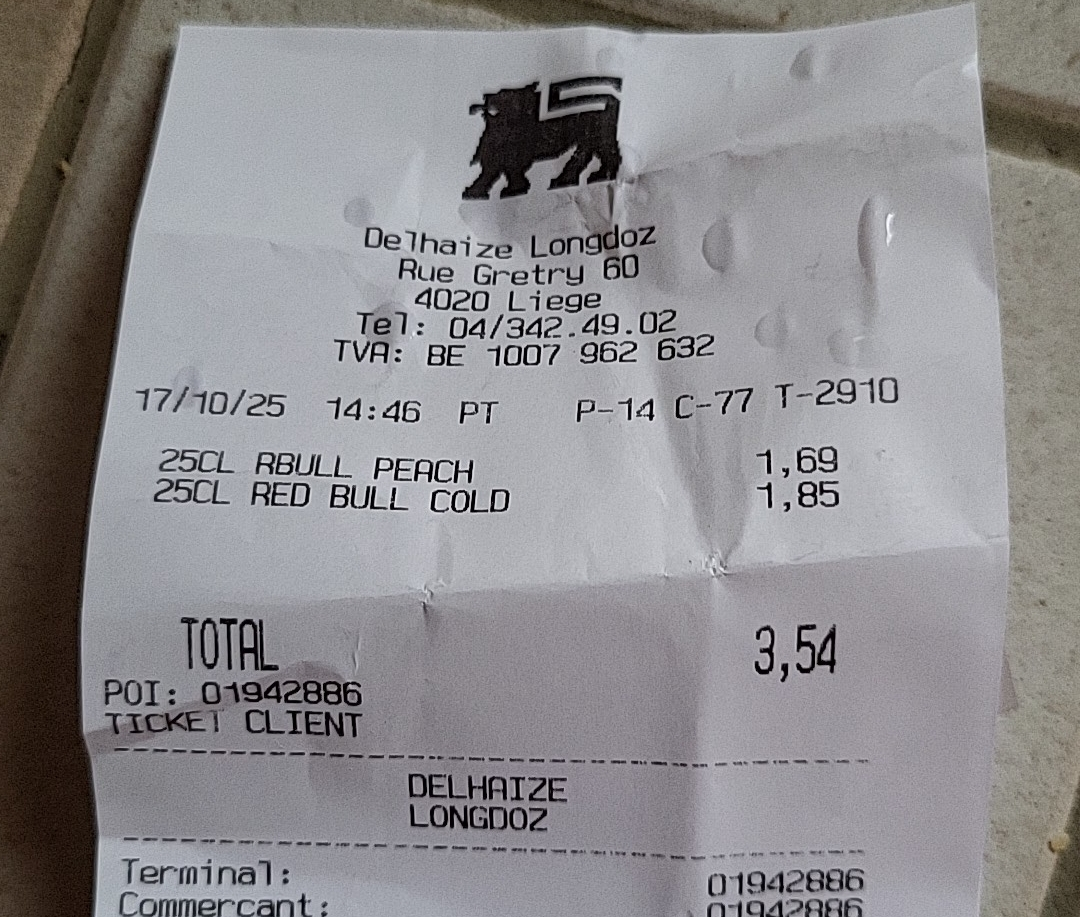 Delhaize Longdoz
Rue Gretry 60
4020 Liege
Tel: 04/342.49.02
TVA: BE 1007 962 632
17/10/25 14:46 PT P-14 C-77 T-2910
25CL RBULL PEACH 1,69
25CL RED BULL COLD 1,85
TOTAL 3,54
POI: 01942886
TICKET CLIENT
DELHAIZE
LONGDOZ
Terminal: 01942886
Commercant: 01942886